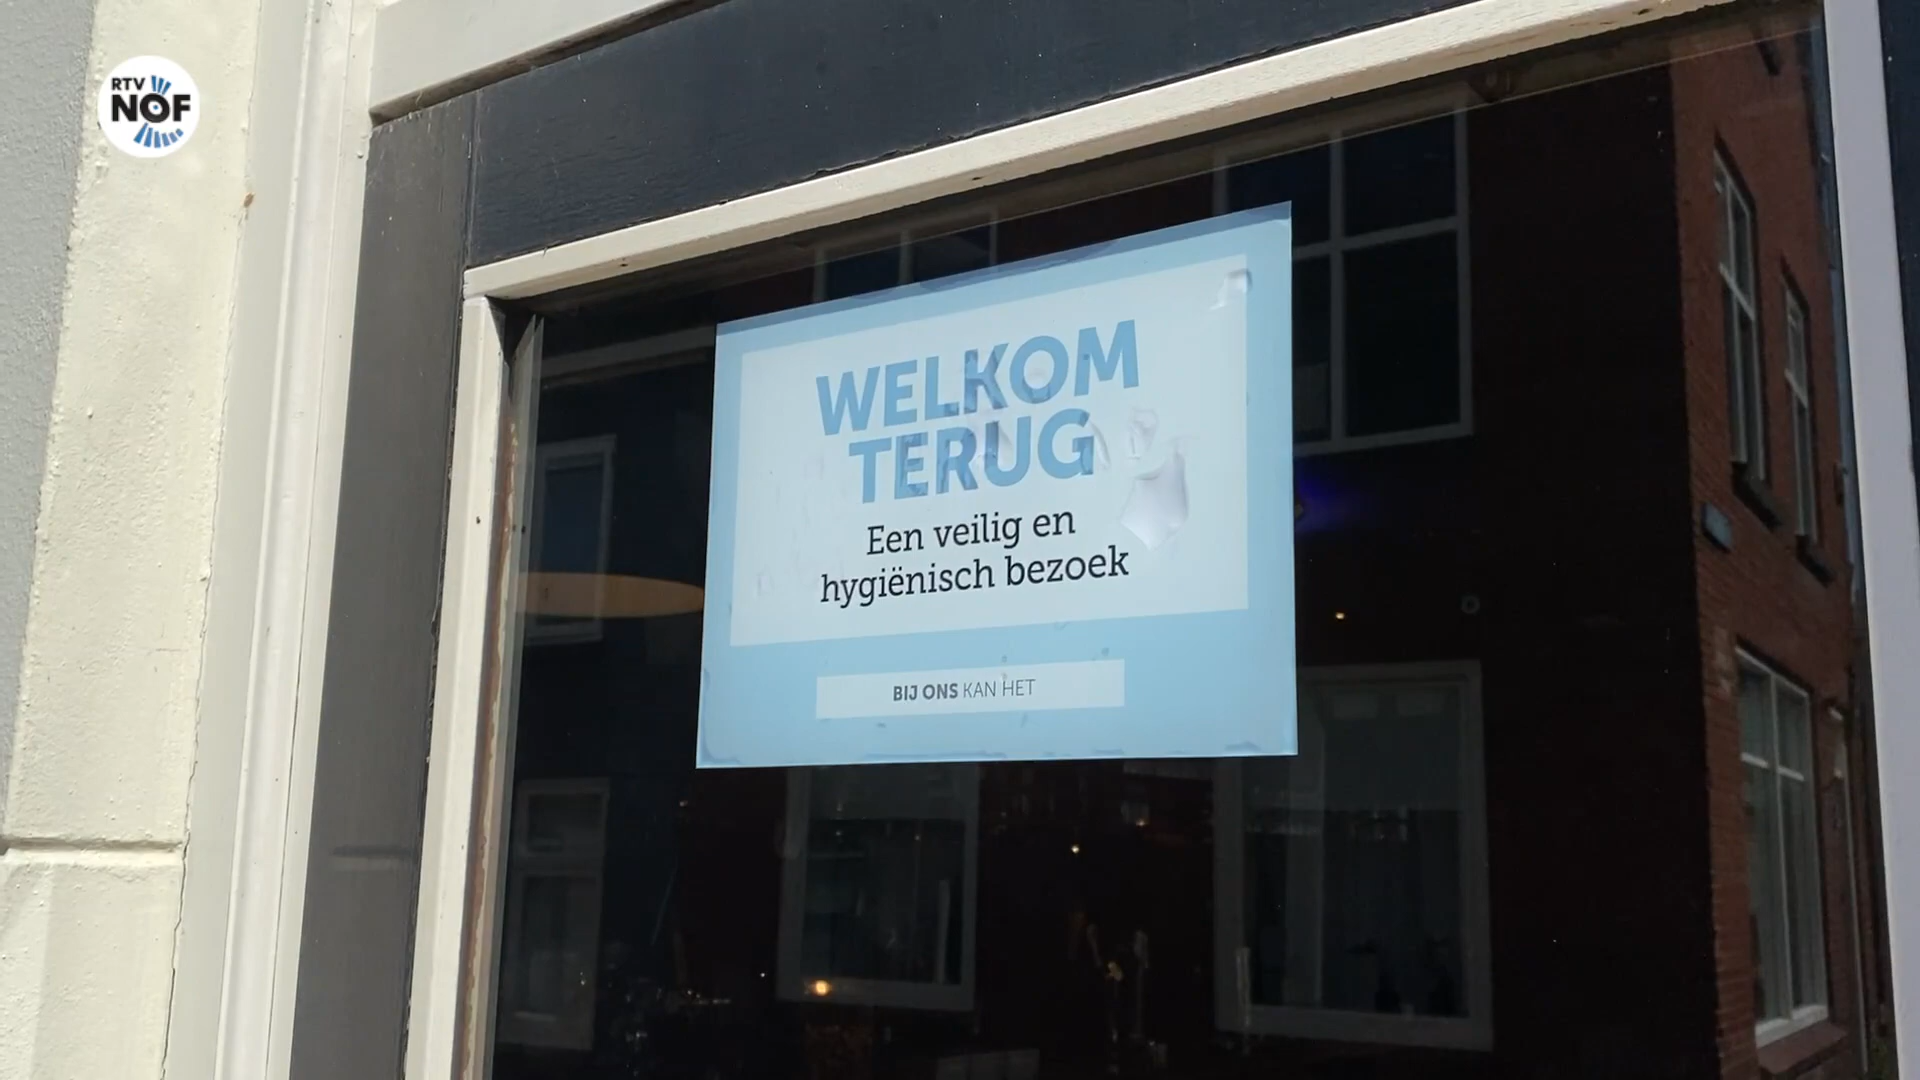 RTV
NOF
WELKOM
TERUG
Een veilig en
hygiënisch bezoek
BIJ ONS KAN HET